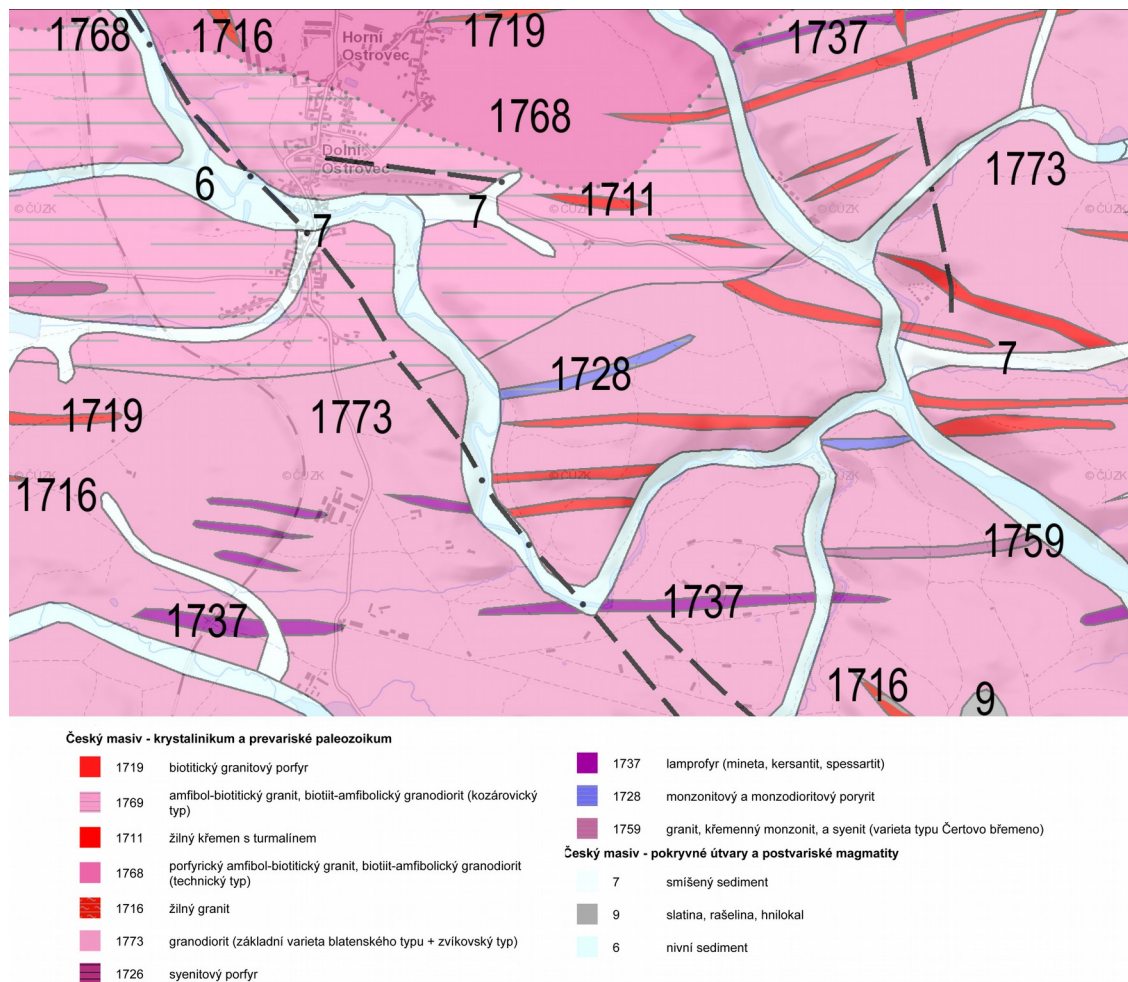 1768
1716
Horní
Ostrovec
1719
1737
1768
Dolní
Ostrovec
1773
6
7
7
1711
© ČÚZK
© ČÚZK
© ČÚZK
© ČÚZK
7
1728
1719
1773
1716
© ČÚZK
© ČÚZK
© ČÚZK
1759
1737
1737
1716
9
Český masiv - krystalinikum a prevariské paleozoikum
1719 biotitický granitový porfyr
1769 amfibol-biotitický granit, biotiit-amfibolický granodiorit (kozárovický
typ)
1711 žilný křemen s turmalínem
1768 porfyrický amfibol-biotitický granit, biotiit-amfibolický granodiorit
(technický typ)
1716 žilný granit
1773 granodiorit (základní varieta blatenského typu + zvíkovský typ)
1726 syenitový porfyr
1737 lamprofyr (mineta, kersantit, spessartit)
1728 monzonitový a monzodioritový poryrit
1759 granit, křemenný monzonit, a syenit (varieta typu Čertovo břemeno)
Český masiv - pokryvné útvary a postvariské magmatity
7 smíšený sediment
9 slatina, rašelina, hnilokal
6 nivní sediment